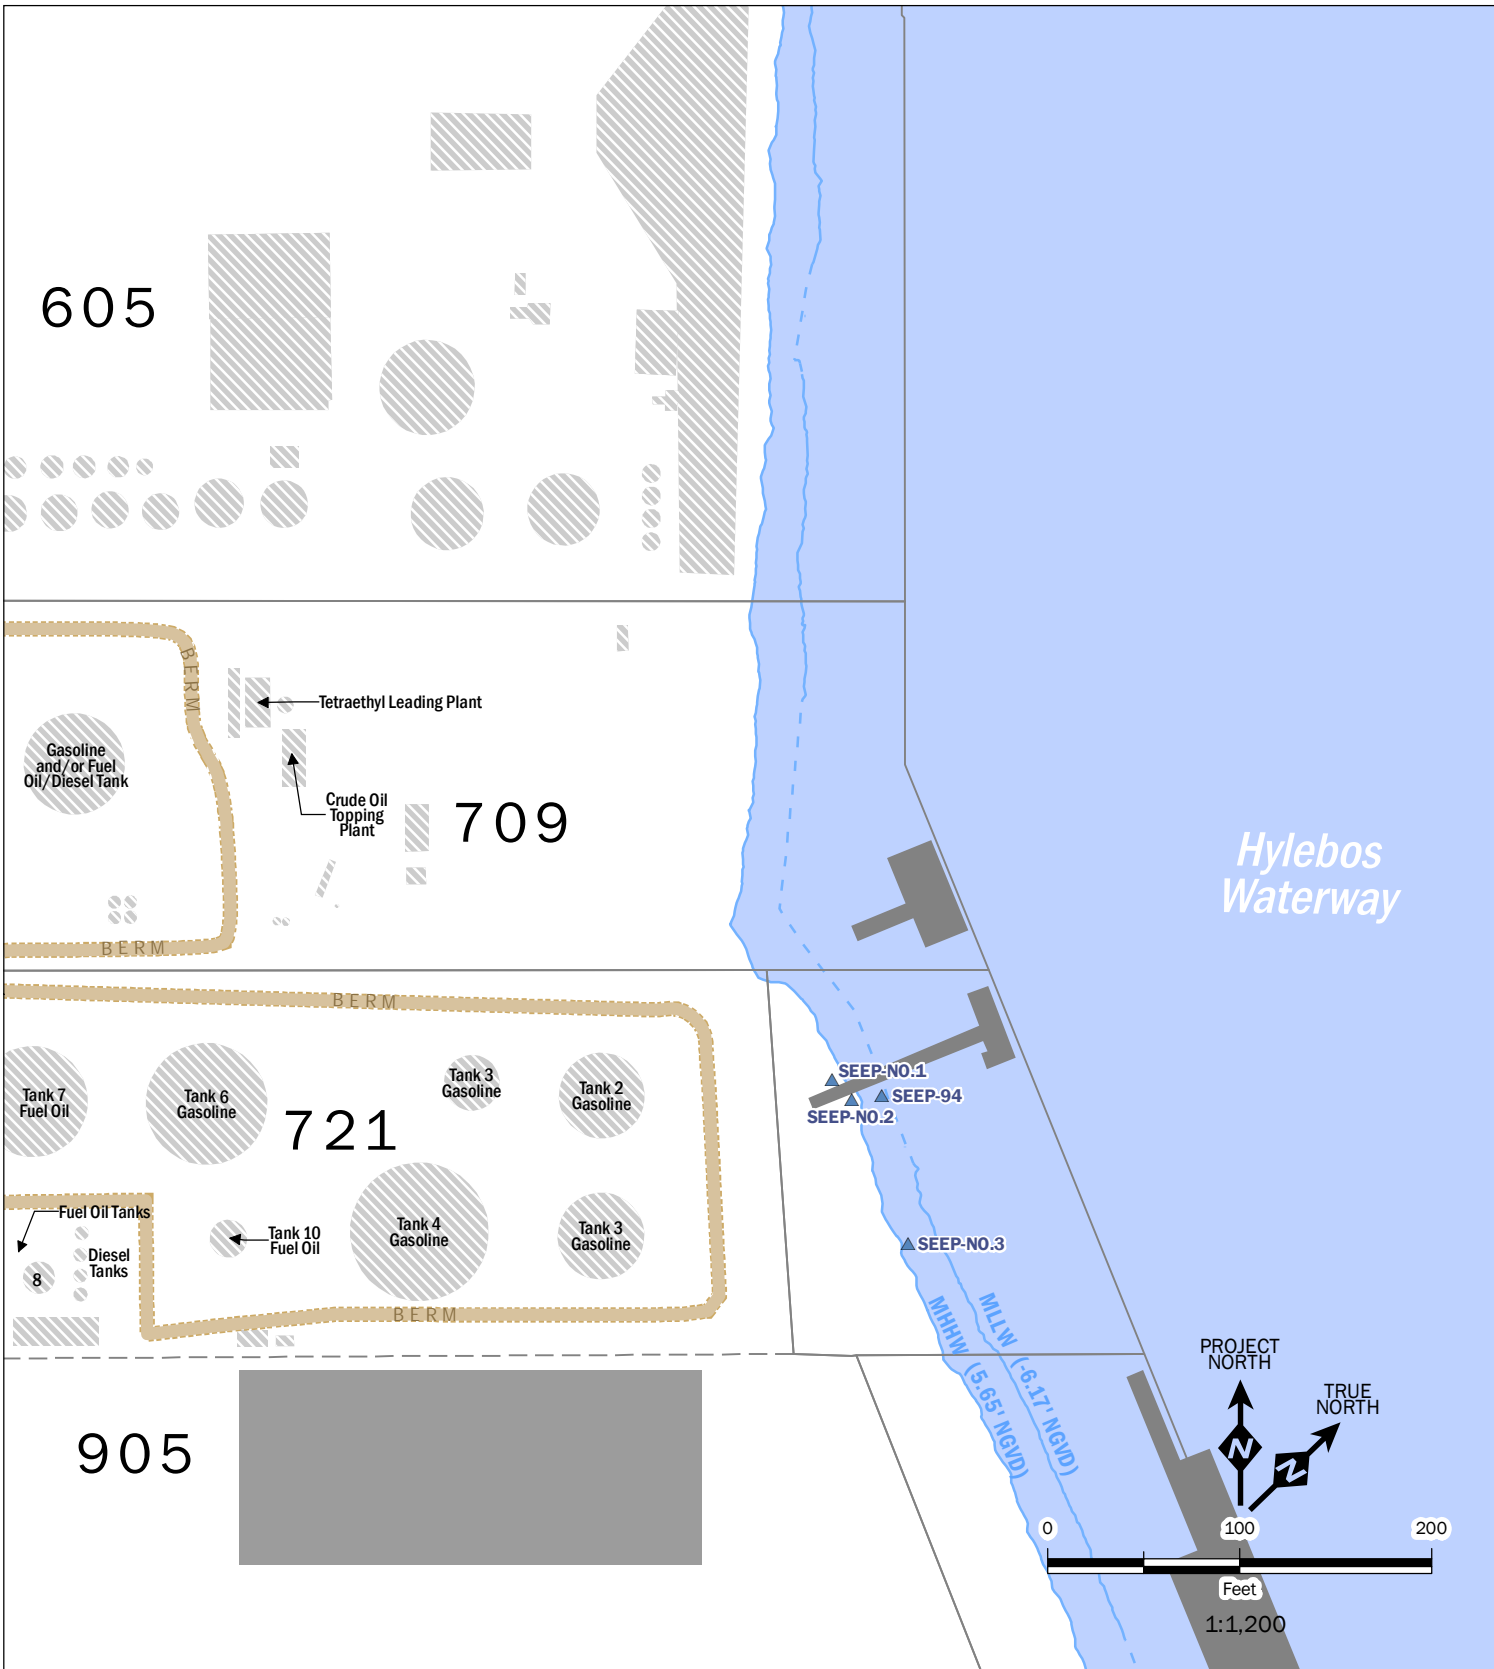 605
BERM
Tetraethyl Leading Plant
Gasoline
and/or Fuel
Oil/Diesel Tank
Crude Oil
Topping
Plant
709
Hylebos
Waterway
BERM
BERM
Tank 7
Fuel Oil
Tank 6
Gasoline
Tank 3
Gasoline
Tank 2
Gasoline
721
SEEP-NO.1
SEEP-94
SEEP-NO.2
Fuel Oil Tanks
Tank 10
Fuel Oil
Tank 4
Gasoline
Tank 3
Gasoline
SEEP-NO.3
Diesel
Tanks
8
BERM
MHHW (5.65' NGVD)
MLLW (-6.17' NGVD)
PROJECT
NORTH
N
TRUE
NORTH
N
905
0 100 200
Feet
1:1,200